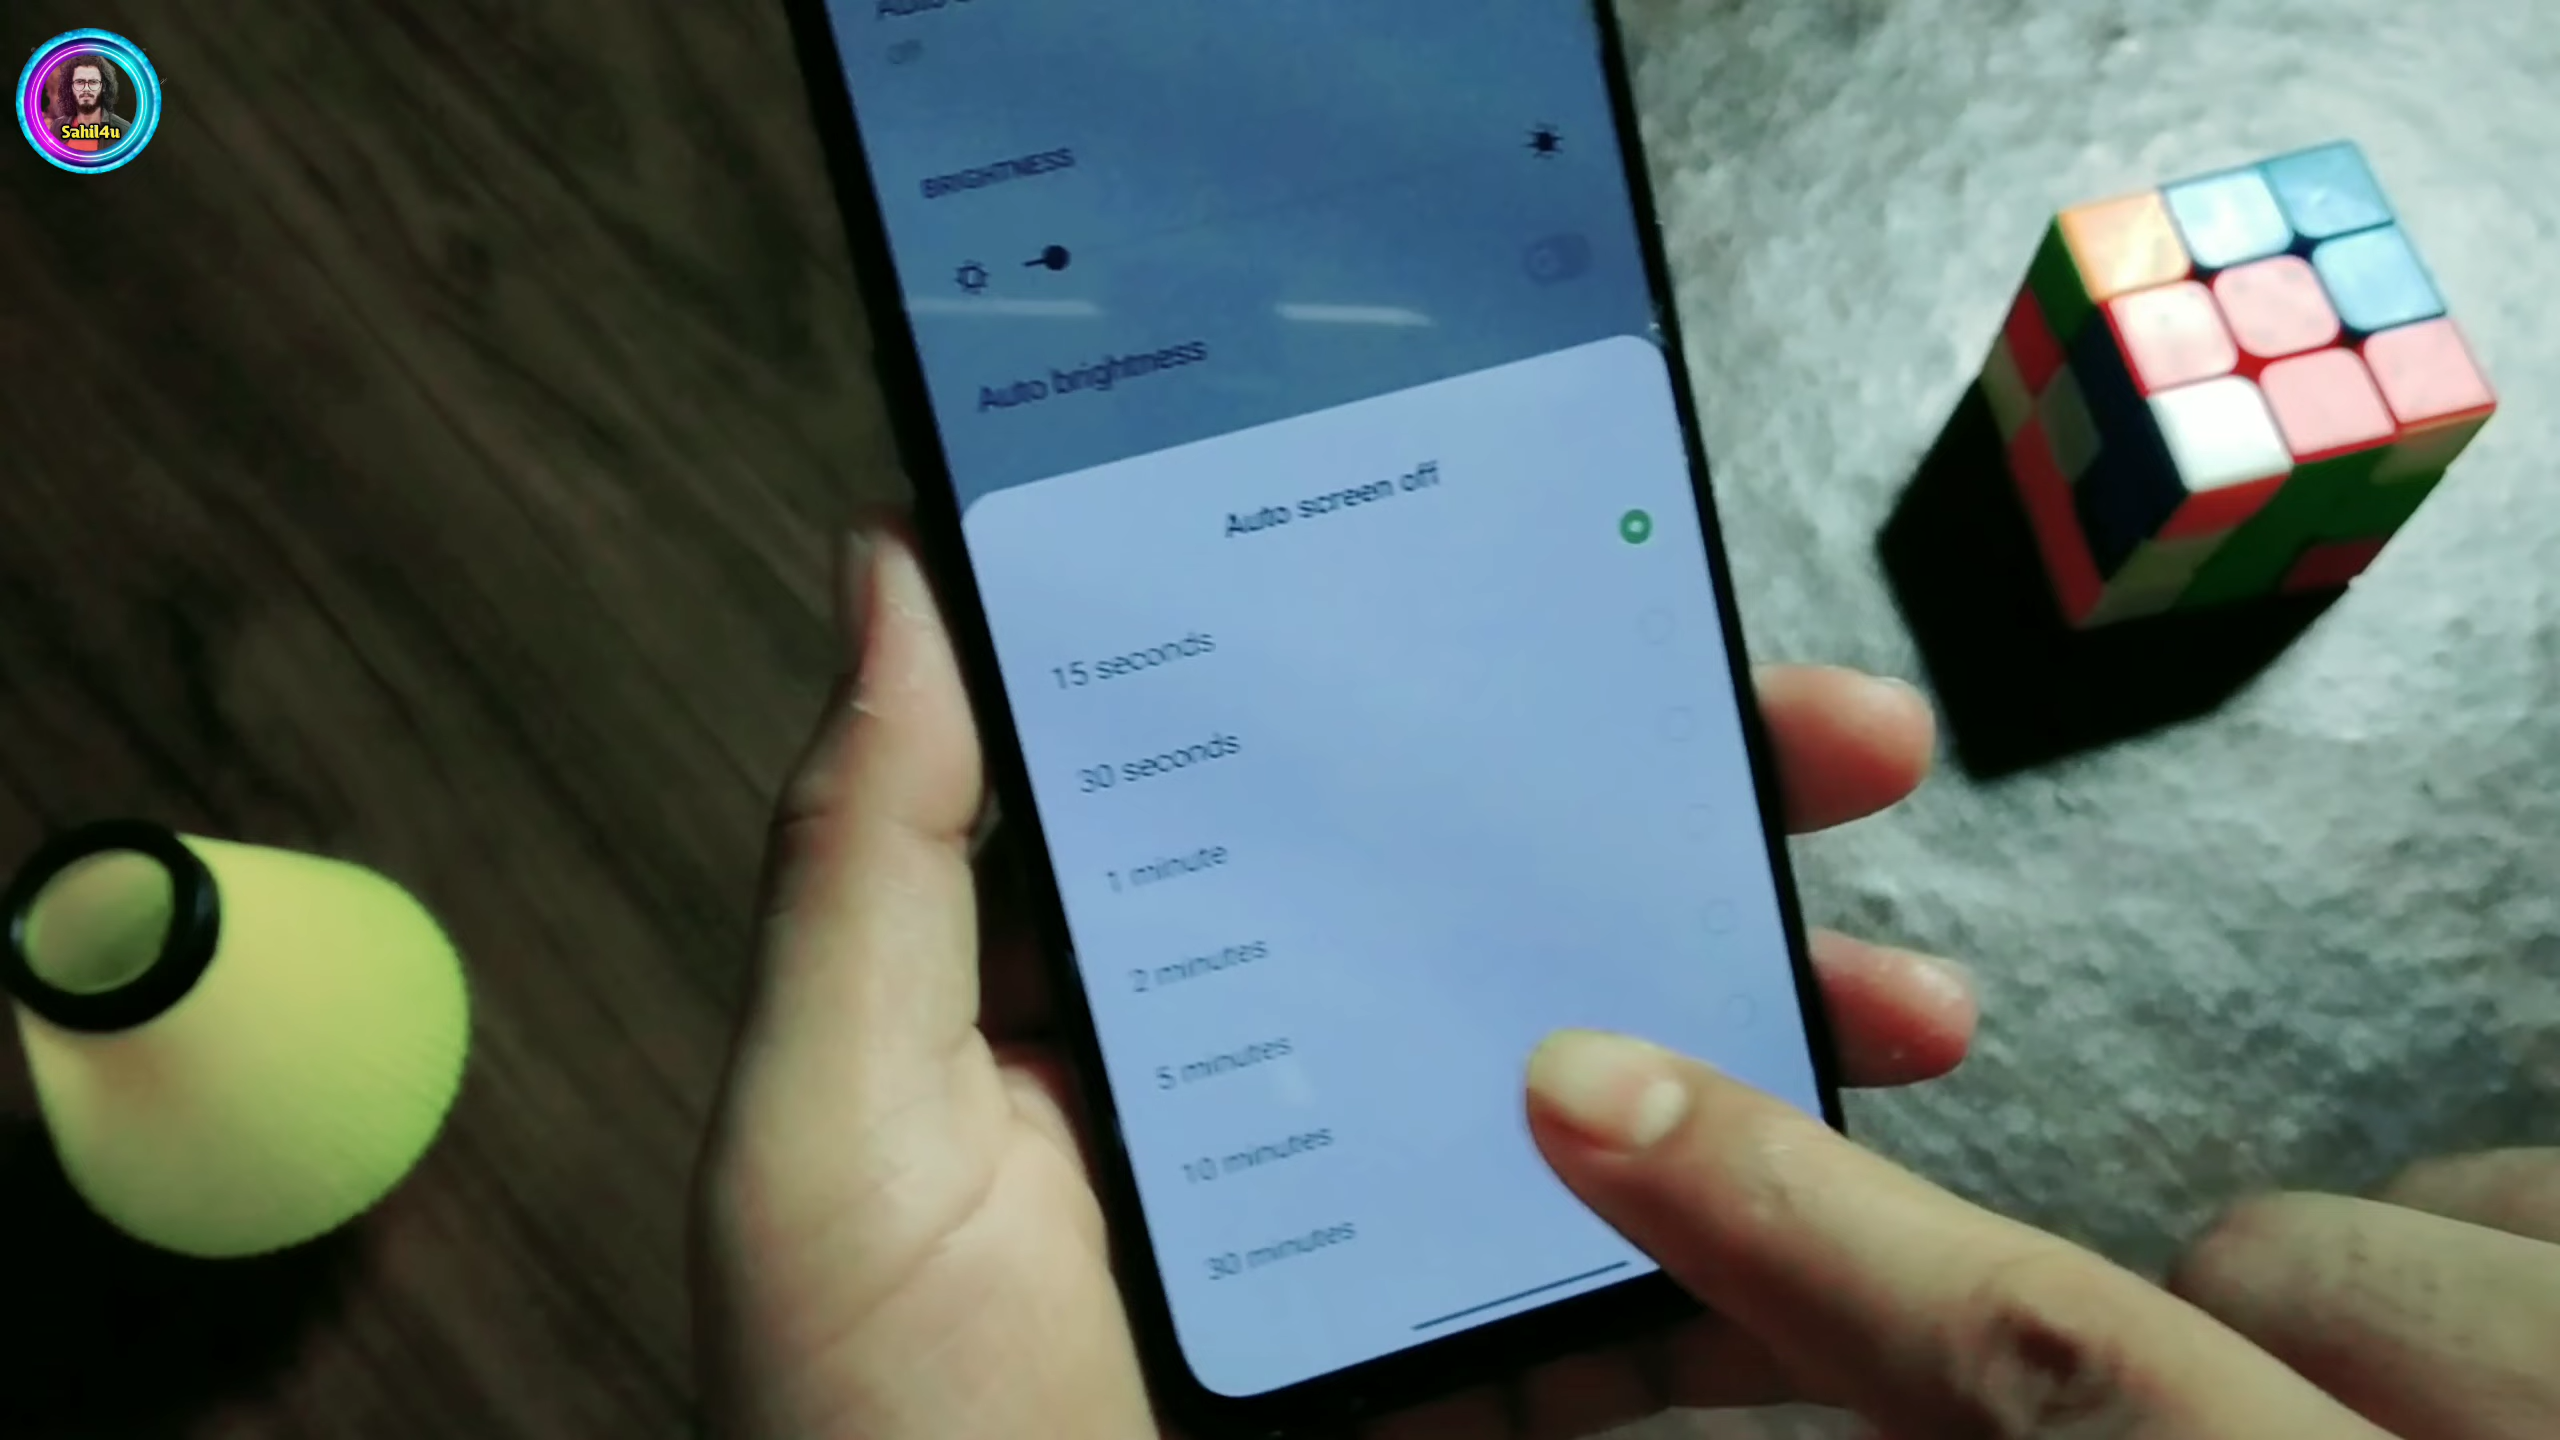 Sahil4u
BRIGHTNESS
Auto brightness
Auto screen off
15 seconds
30 seconds
1 minute
2 minutes
5 minutes
10 minutes
30 minutes